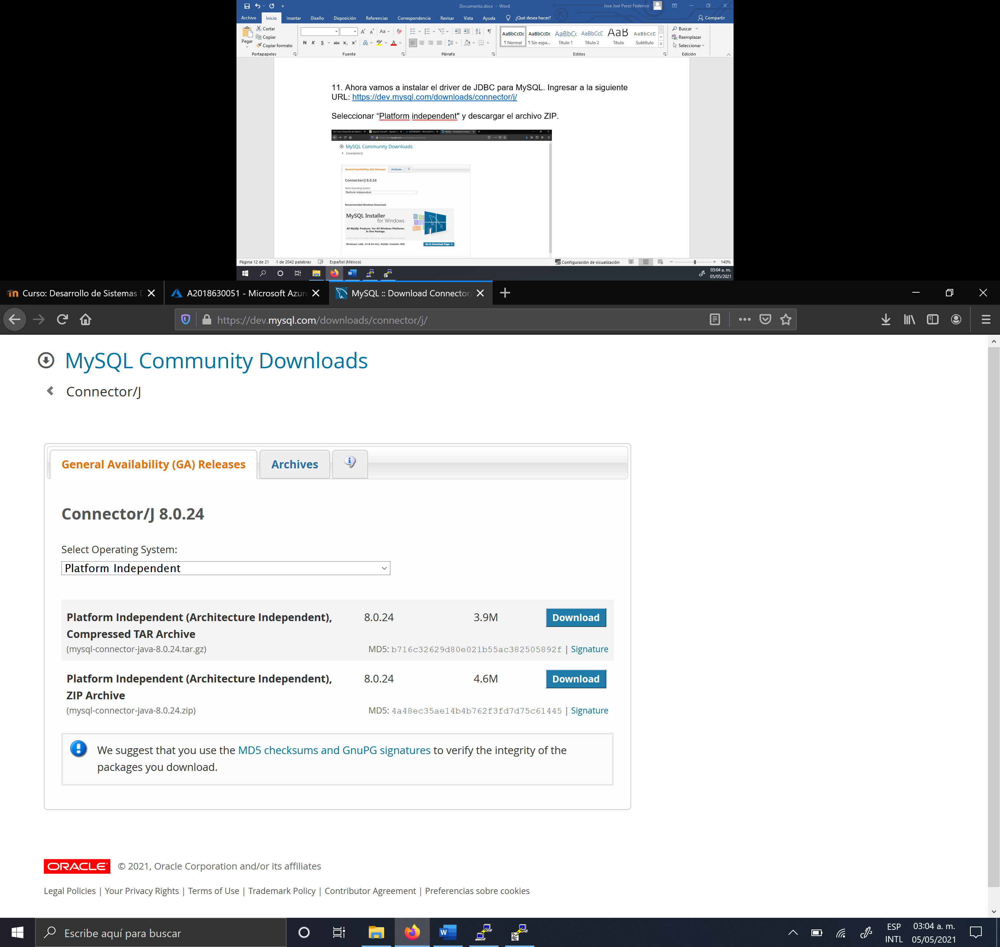 Documento.docx - Word
Jose Joel Perez Federico
Archivo Inicio Insertar Diseño Disposición Referencias Correspondencia Revisar Vista Ayuda ¿Qué desea hacer? Compartir
Pegar
Cortar
Copiar
Copiar formato
Portapapeles
N K S abc x₂ x²
Aa
Fuente
Párrafo
AaBbCcDc AaBbCcDc AaBbC( AaBbCcE AaB AaBbCcD
¶ Normal ¶ Sin espa... Título 1 Título 2 Título Subtítulo
Estilos
Buscar
Reemplazar
Seleccionar
Edición
11. Ahora vamos a instalar el driver de JDBC para MySQL. Ingresar a la siguiente
URL: https://dev.mysql.com/downloads/connector/j/
Seleccionar “Platform independent" y descargar el archivo ZIP.
MySQL Community Downloads
Connector/J
General Availability (GA) Releases Archives
Connector/J 8.0.24
Select Operating System:
Platform Independent
Recommended Windows Download:
MySQL Installer
for Windows
All MySQL Products. For All Windows Platforms.
In One Package.
Windows (x86, 32 & 64-bit), MySQL Installer MSI
Go to Download Page >
Página 12 de 21 1 de 2042 palabras Español (México) Configuración de visualización 140%
03:04 a. m.
05/05/2021
Curso: Desarrollo de Sistemas
A2018630051 - Microsoft Azure
MySQL :: Download Connector/
https://dev.mysql.com/downloads/connector/j/
MySQL Community Downloads
Connector/J
General Availability (GA) Releases Archives
Connector/J 8.0.24
Select Operating System:
Platform Independent
Platform Independent (Architecture Independent), 8.0.24 3.9M Download
Compressed TAR Archive
(mysql-connector-java-8.0.24.tar.gz) MD5: b716c32629d80e021b55ac382505892f | Signature
Platform Independent (Architecture Independent), 8.0.24 4.6M Download
ZIP Archive
(mysql-connector-java-8.0.24.zip) MD5: 4a48ec35ae14b4b762f3fd7d75c61445 | Signature
We suggest that you use the MD5 checksums and GnuPG signatures to verify the integrity of the
packages you download.
ORACLE © 2021, Oracle Corporation and/or its affiliates
Legal Policies | Your Privacy Rights | Terms of Use | Trademark Policy | Contributor Agreement | Preferencias sobre cookies
Escribe aquí para buscar
ESP
INTL
03:04 a. m.
05/05/2021